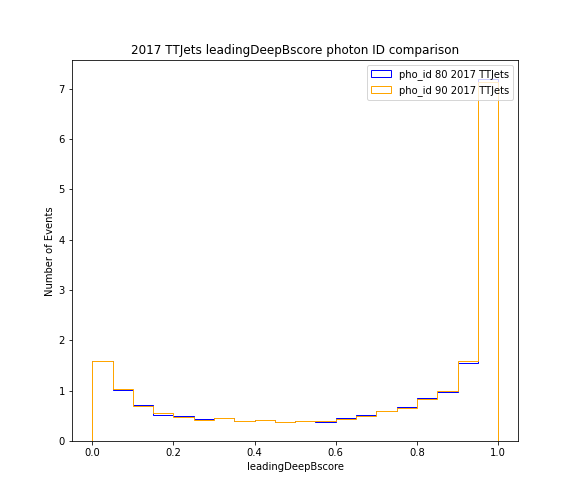 2017 TTJets leadingDeepBscore photon ID comparison
pho_id 80 2017 TTJets
pho_id 90 2017 TTJets
7
6
5
4
3
2
1
0
Number of Events
0.0 0.2 0.4 0.6 0.8 1.0
leadingDeepBscore